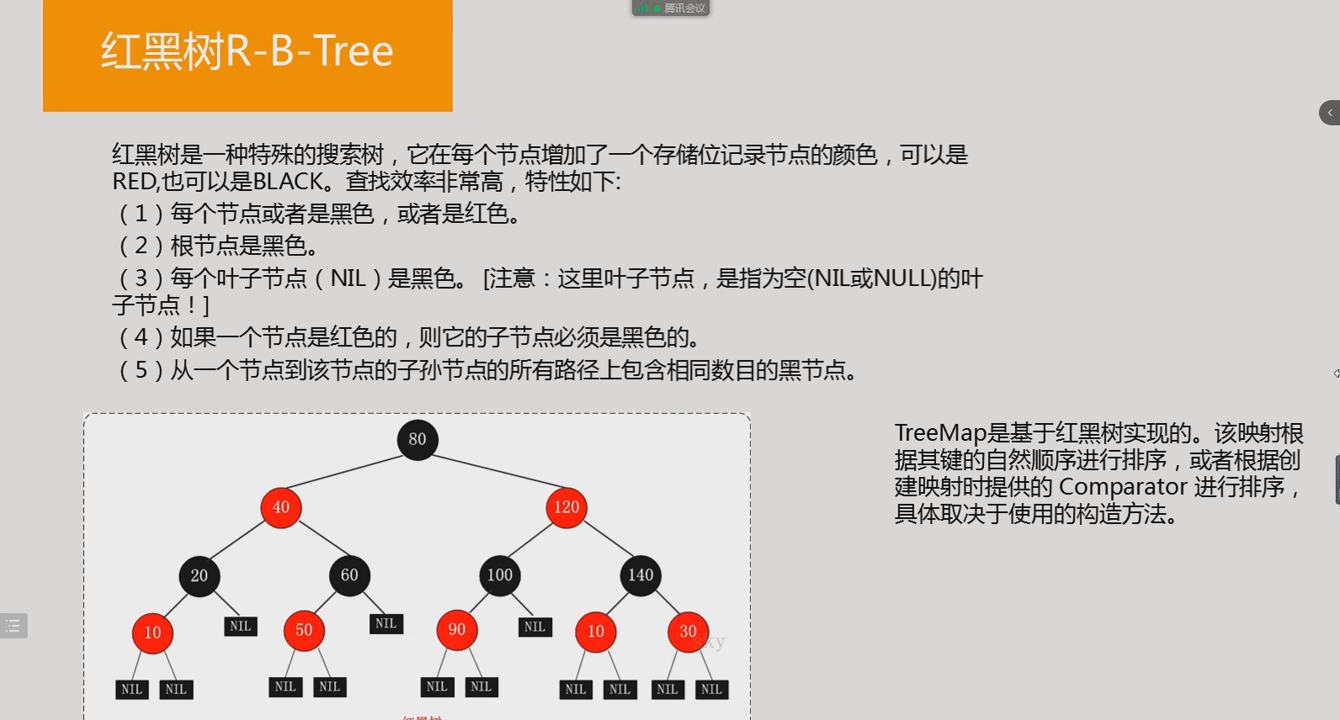 腾讯会议
红黑树R-B-Tree
红黑树是一种特殊的搜索树，它在每个节点增加了一个存储位记录节点的颜色，可以是
RED,也可以是BLACK。查找效率非常高，特性如下:
（1）每个节点或者是黑色，或者是红色。
（2）根节点是黑色。
（3）每个叶子节点（NIL）是黑色。 [注意：这里叶子节点，是指为空(NIL或NULL)的叶
子节点！]
（4）如果一个节点是红色的，则它的子节点必须是黑色的。
（5）从一个节点到该节点的子孙节点的所有路径上包含相同数目的黑节点。
80
40 120
20 60 100 140
10 NIL 50 NIL 90 NIL 10 30
sky
NIL NIL NIL NIL NIL NIL NIL NIL NIL NIL
红黑树
TreeMap是基于红黑树实现的。该映射根
据其键的自然顺序进行排序，或者根据创
建映射时提供的 Comparator 进行排序，
具体取决于使用的构造方法。